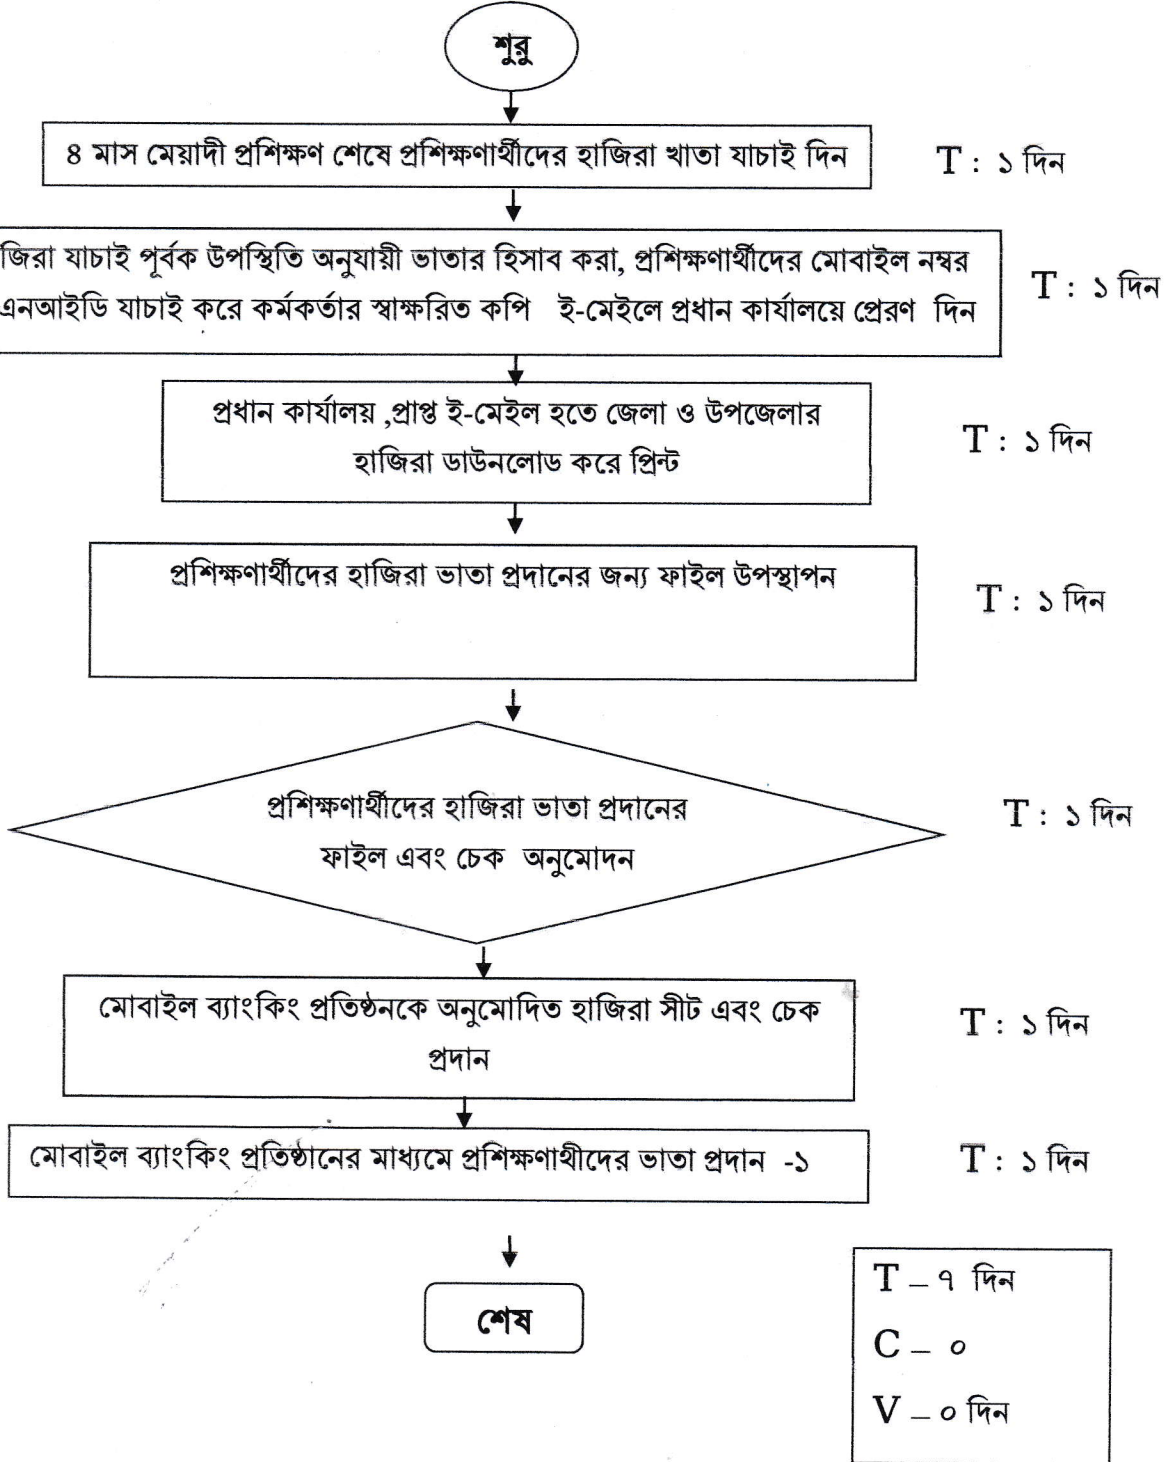 শুরু
8 মাস মেয়াদী প্রশিক্ষণ শেষে প্রশিক্ষণার্থীদের হাজিরা খাতা যাচাই দিন
T : ১ দিন
জিরা যাচাই পূর্বক উপস্থিতি অনুযায়ী ভাতার হিসাব করা, প্রশিক্ষণার্থীদের মোবাইল নম্বর
এনআইডি যাচাই করে কর্মকর্তার স্বাক্ষরিত কপি ই-মেইলে প্রধান কার্যালয়ে প্রেরণ দিন
T : ১ দিন
প্রধান কার্যালয় ,প্রাপ্ত ই-মেইল হতে জেলা ও উপজেলার
হাজিরা ডাউনলোড করে প্রিন্ট
T : ১ দিন
প্রশিক্ষণার্থীদের হাজিরা ভাতা প্রদানের জন্য ফাইল উপস্থাপন
T : ১ দিন
প্রশিক্ষণার্থীদের হাজিরা ভাতা প্রদানের
ফাইল এবং চেক অনুমোদন
T : ১ দিন
মোবাইল ব্যাংকিং প্রতিষ্ঠনকে অনুমোদিত হাজিরা সীট এবং চেক
প্রদান
T : ১ দিন
মোবাইল ব্যাংকিং প্রতিষ্ঠানের মাধ্যমে প্রশিক্ষণাথীদের ভাতা প্রদান -১
T : ১ দিন
শেষ
T – ৭ দিন
C – ০
V – ০ দিন